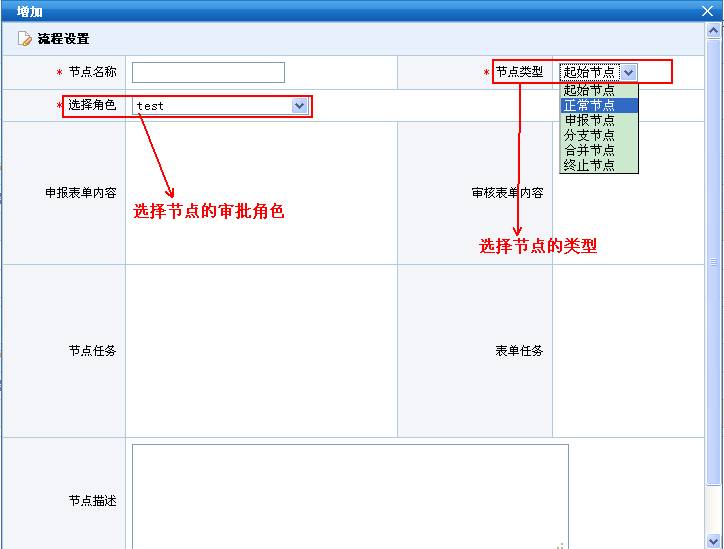 增加
流程设置
* 节点名称
* 节点类型 起始节点
* 选择角色 test
起始节点
正常节点
申报节点
分支节点
合并节点
终止节点
申报表单内容
审核表单内容
选择节点的审批角色
选择节点的类型
节点任务
表单任务
节点描述